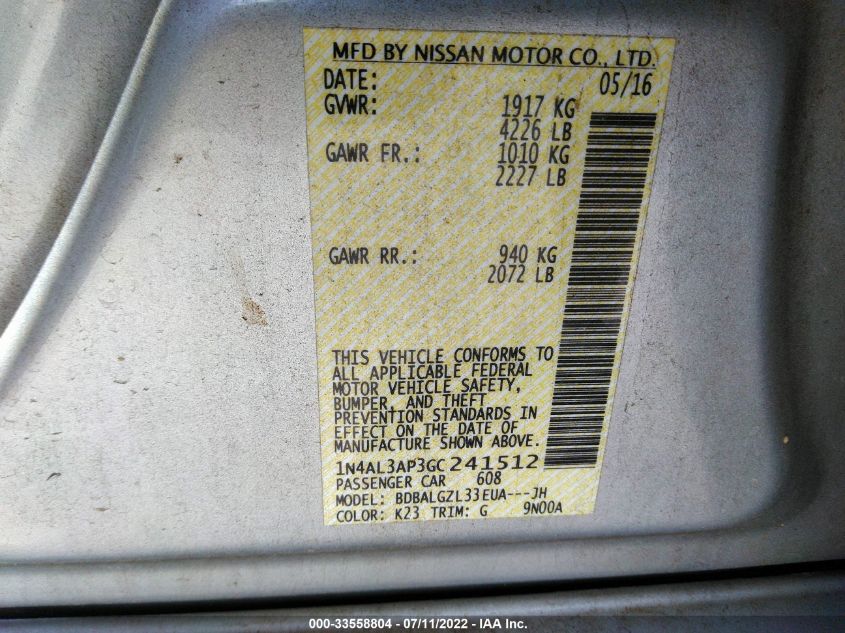 MFD BY NISSAN MOTOR CO., LTD.
DATE: 05/16
GVWR: 1917 KG
4226 LB
GAWR FR.: 1010 KG
2227 LB
GAWR RR.: 940 KG
2072 LB
THIS VEHICLE CONFORMS TO
ALL APPLICABLE FEDERAL
MOTOR VEHICLE SAFETY,
BUMPER, AND THEFT
PREVENTION STANDARDS IN
EFFECT ON THE DATE OF
MANUFACTURE SHOWN ABOVE.
1N4AL3AP3GC241512
PASSENGER CAR 608
MODEL: BDBALGZL33EUA---JH
COLOR: K23 TRIM: G 9N00A
000-33558804 - 07/11/2022 - IAA Inc.